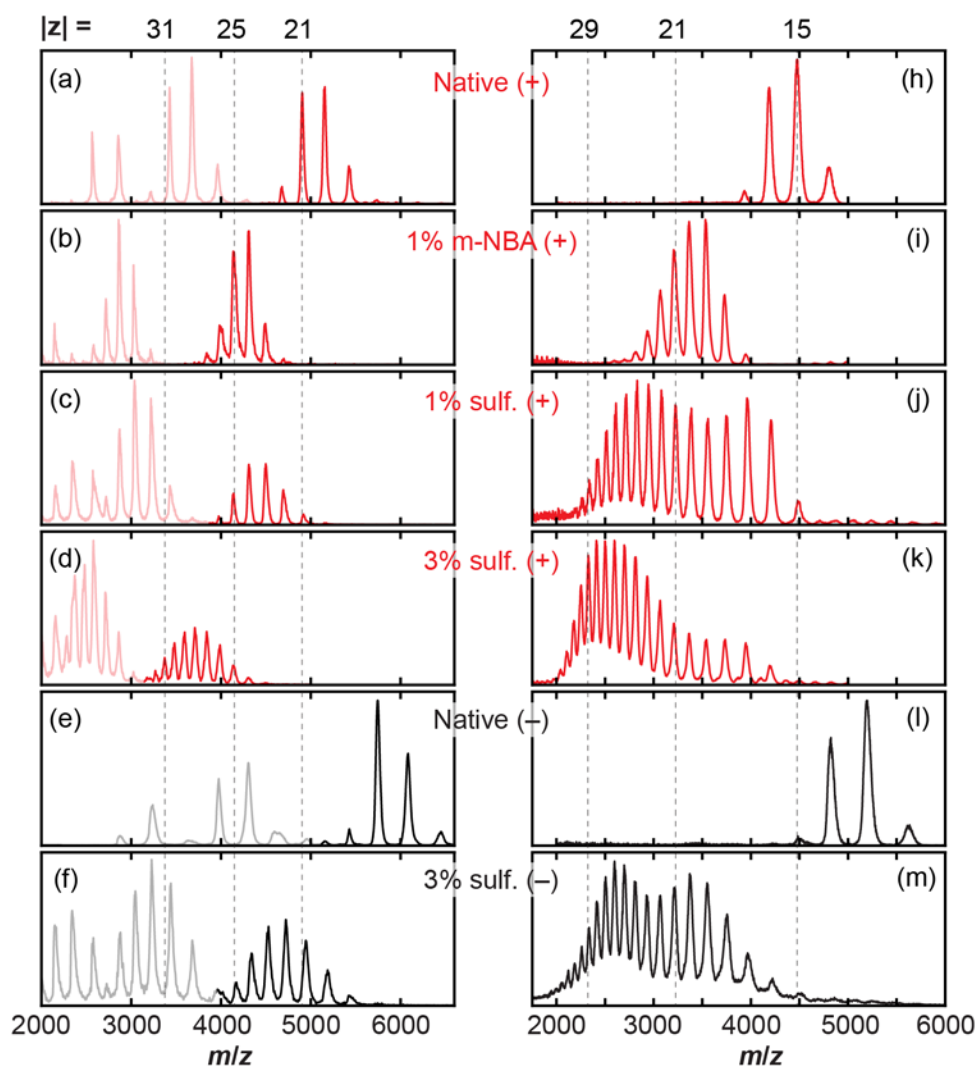 |z| = 31 25 21 29 21 15
(a) Native (+) (h)
(b) 1% m-NBA (+) (i)
(c) 1% sulf. (+) (j)
(d) 3% sulf. (+) (k)
(e) Native (–) (l)
(f) 3% sulf. (–) (m)
2000 3000 4000 5000 6000 2000 3000 4000 5000 6000
m/z m/z